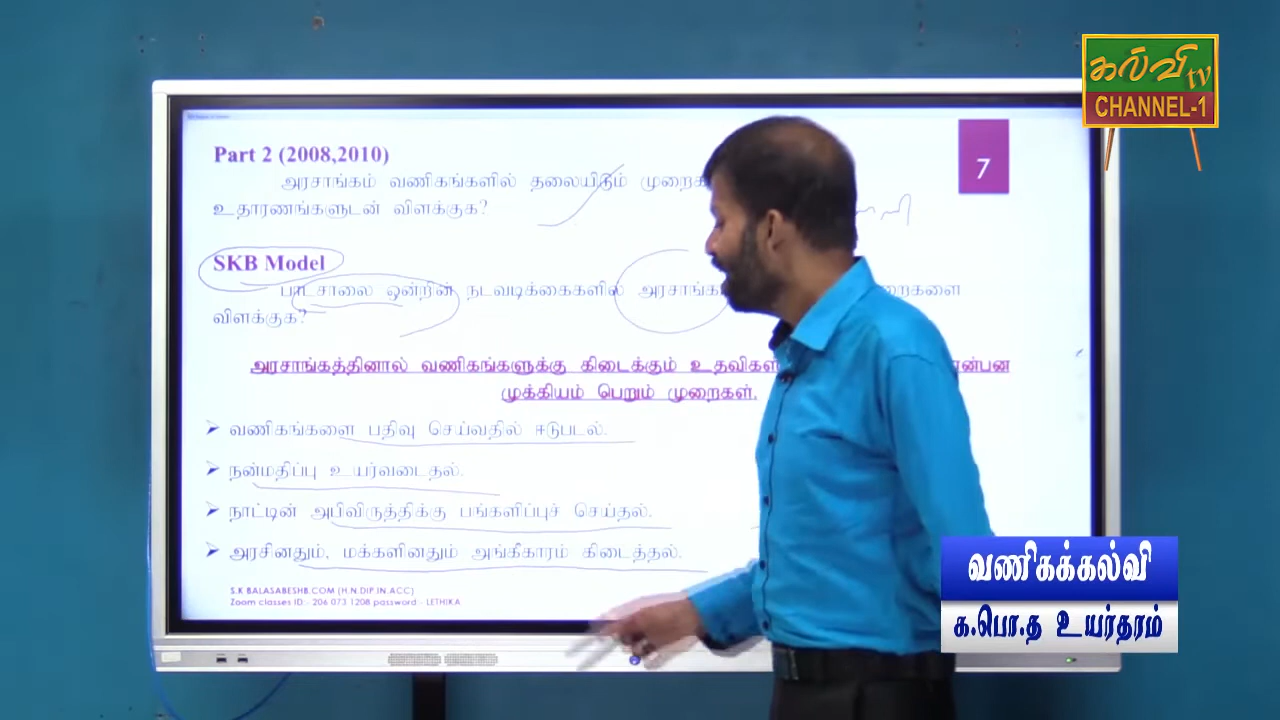 கல்வி tv
CHANNEL-1
7
Part 2 (2008,2010)
அரசாங்கம் வணிகங்களில் தலையிடும்
உதாரணங்களுடன் விளக்குக?
SKB Model
பாடசாலை ஒன்றின் நடவடிக்கைகளில்
விளக்குக?
அரசாங்கத்தினால் வணிகங்களுக்கு கிடைக்கும்
முக்கியம் பெறும் முறைகள்.
➤ வணிகங்களை பதிவு செய்வதில் ஈடுபடல்.
➤ நன்மதிப்பு உயர்வடைதல்.
➤ நாட்டின் அபிவிருத்திக்கு பங்களிப்புச் செய்தல்.
➤ அரசினதும், மக்களினதும் அங்கீகாரம் கிடைத்தல்.
S.K BALASABESHB.COM (H.N.DIP.IN.ACC)
Zoom classes ID:- 206 073 1208 password - LETHIKA
வணிகக்கல்வி
க.பொ.த உயர்தரம்